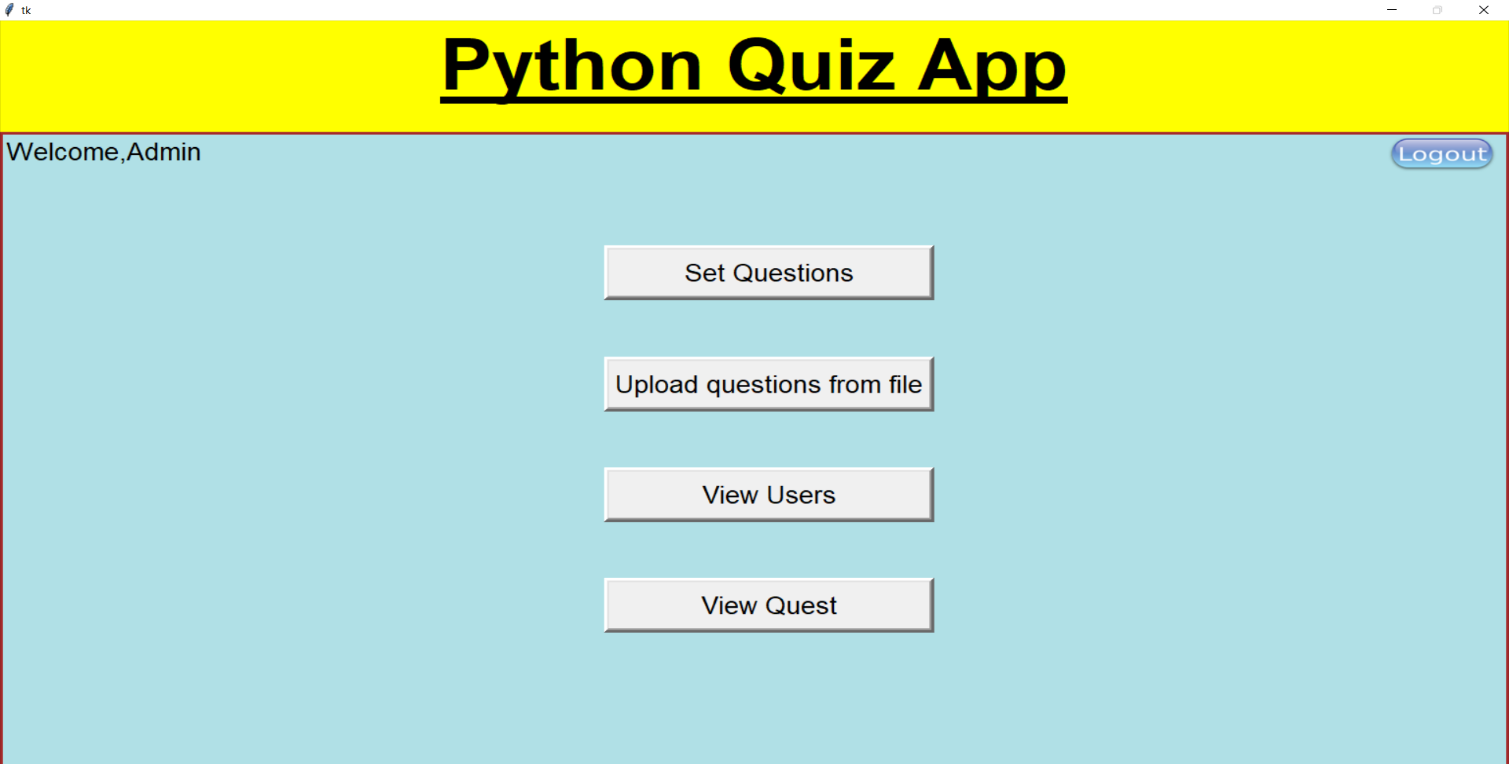 tk
Python Quiz App
Welcome,Admin
Logout
Set Questions
Upload questions from file
View Users
View Quest